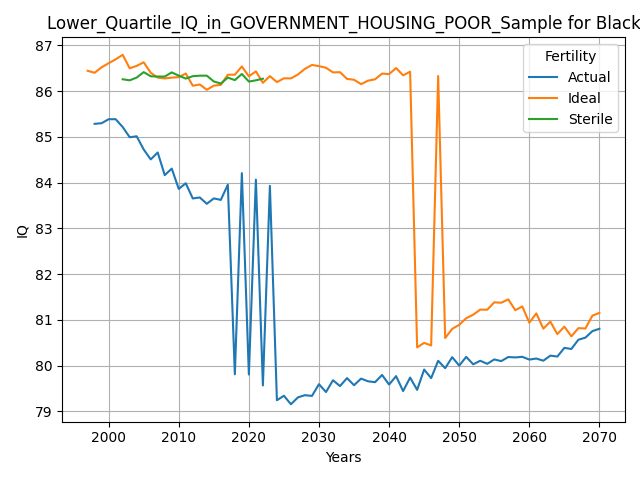 Lower_Quartile_IQ_in_GOVERNMENT_HOUSING_POOR_Sample for Black
87
86
85
84
83
82
81
80
79
IQ
Fertility
Actual
Ideal
Sterile
2000 2010 2020 2030 2040 2050 2060 2070
Years